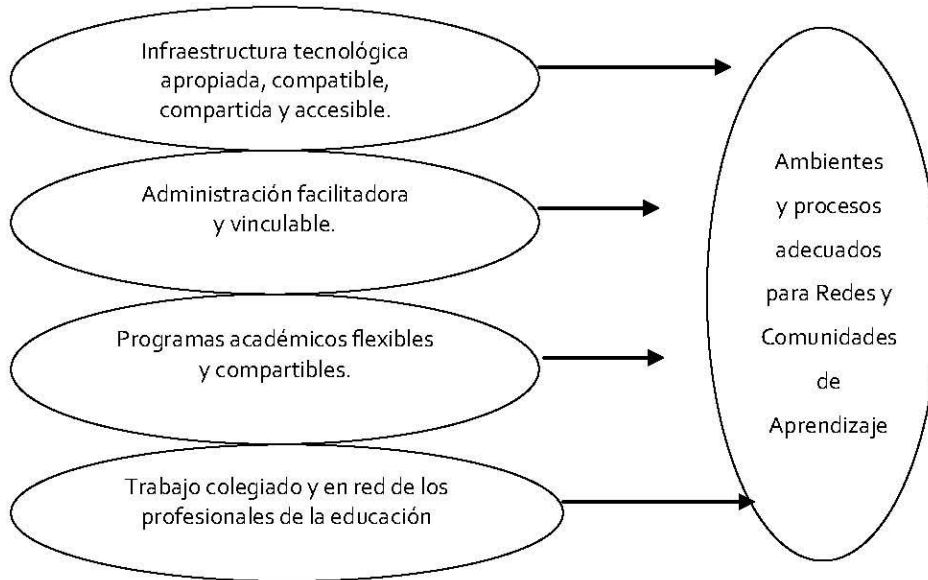 Infraestructura tecnológica
apropiada, compatible,
compartida y accesible.
Administración facilitadora
y vinculable.
Programas académicos flexibles
y compartibles.
Trabajo colegiado y en red de los
profesionales de la educación
Ambientes
y procesos
adecuados
para Redes y
Comunidades
de
Aprendizaje